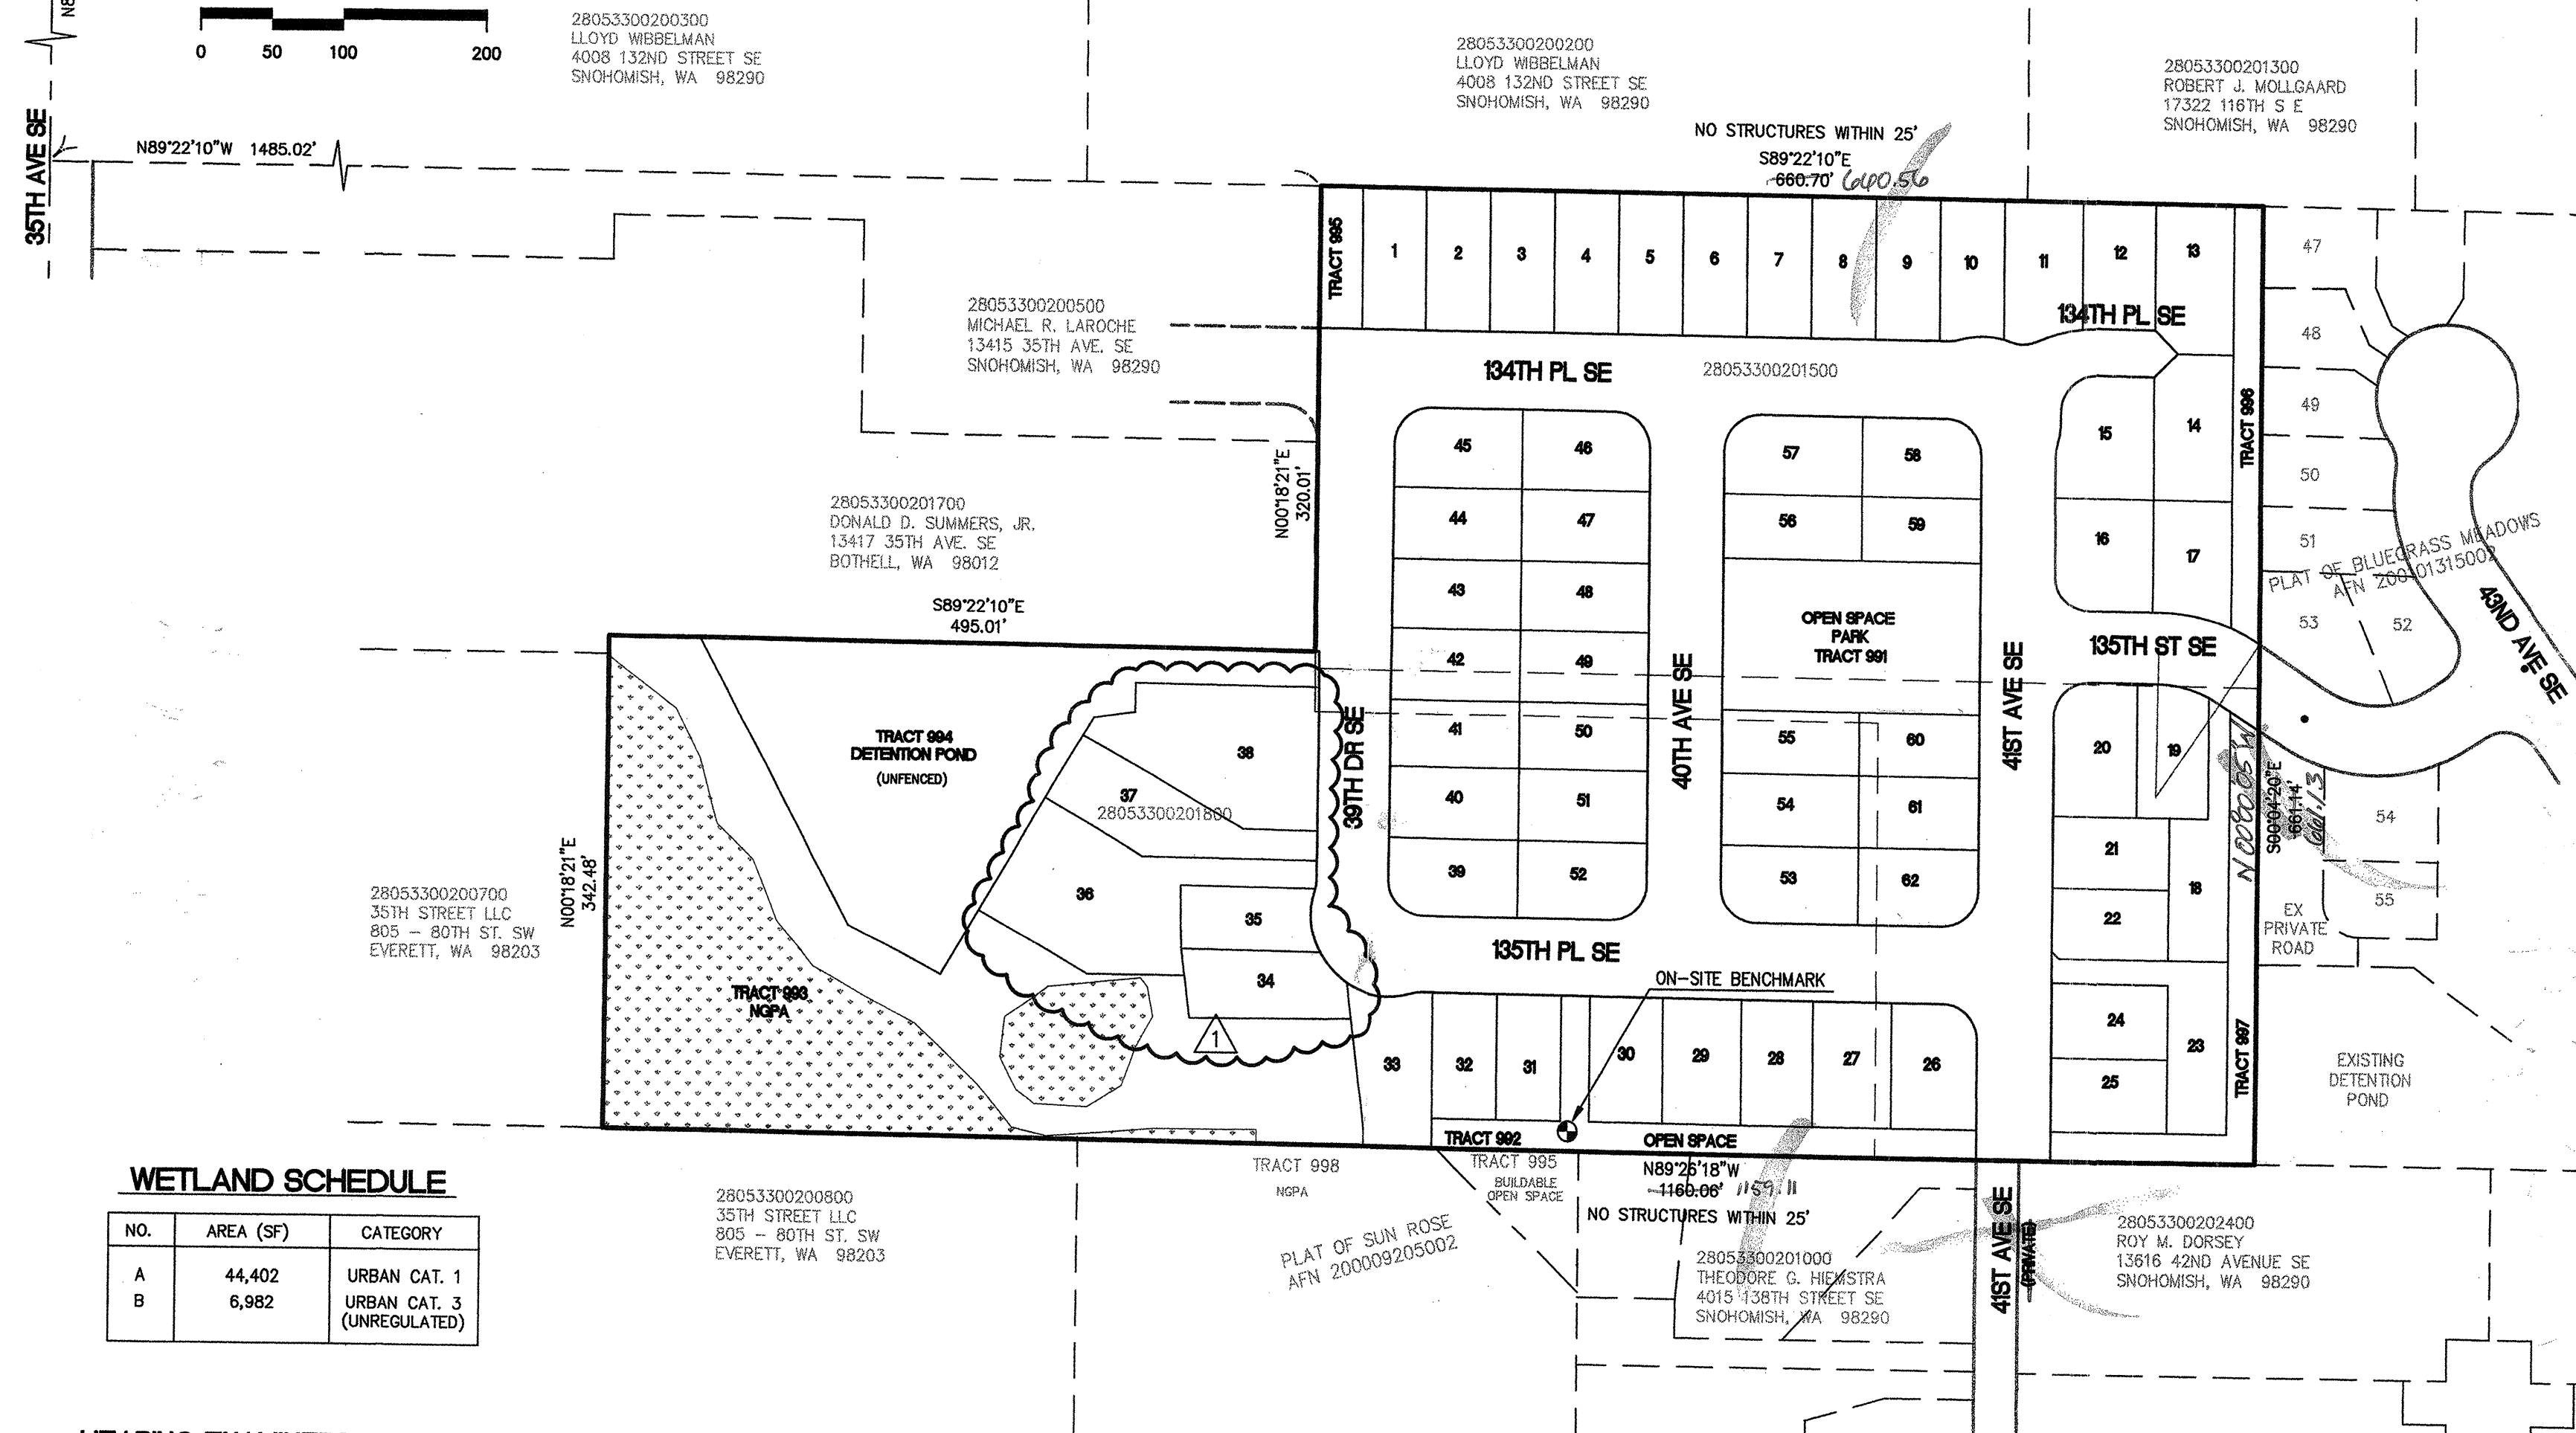 0 50 100 200
35TH AVE SE
N89°22'10"W 1485.02'
28053300200300
LLOYD WIBBELMAN
4008 132ND STREET SE
SNOHOMISH, WA 98290
28053300200200
LLOYD WIBBELMAN
4008 132ND STREET SE
SNOHOMISH, WA 98290
28053300201300
ROBERT J. MOLLGAARD
17322 116TH S E
SNOHOMISH, WA 98290
NO STRUCTURES WITHIN 25'
S89°22'10"E
660.70' 660.56
TRACT 995
1 2 3 4 5 6 7 8 9 10 11 12 13
134TH PL SE
134TH PL SE
28053300201500
28053300200500
MICHAEL R. LAROCHE
13415 35TH AVE. SE
SNOHOMISH, WA 98290
N00°18'21"E
320.01'
28053300201700
DONALD D. SUMMERS, JR.
13417 35TH AVE. SE
BOTHELL, WA 98012
S89°22'10"E
495.01'
45 46
44 47
43 48
42 49
41 50
40 51
39 52
57 58
56 59
OPEN SPACE
PARK
TRACT 991
55 60
54 61
53 62
15 14
16 17
TRACT 996
47
48
49
50
51
53 52
PLAT OF BLUEGRASS MEADOWS
AFN 200101315002
43ND AVE SE
135TH ST SE
39TH DR SE
40TH AVE SE
41ST AVE SE
20 19
21
22 18
24
25 23
TRACT 997
N 00°00'05"W
S00°04'20"E
661.14'
661.13
54
55
EX
PRIVATE
ROAD
EXISTING
DETENTION
POND
TRACT 994
DETENTION POND
(UNFENCED)
38
37
28053300201800
36
35
34
1
N00°18'21"E
342.48'
28053300200700
35TH STREET LLC
805 – 80TH ST. SW
EVERETT, WA 98203
TRACT 993
NGPA
135TH PL SE
ON-SITE BENCHMARK
33 32 31 30 29 28 27 26
TRACT 992 OPEN SPACE
N89°26'18"W
1160.06' 1159.11
NO STRUCTURES WITHIN 25'
TRACT 998
NGPA
TRACT 995
BUILDABLE
OPEN SPACE
PLAT OF SUN ROSE
AFN 200009205002
28053300200800
35TH STREET LLC
805 – 80TH ST. SW
EVERETT, WA 98203
28053300201000
THEODORE G. HIEMSTRA
4015 138TH STREET SE
SNOHOMISH, WA 98290
41ST AVE SE
(PRIVATE)
28053300202400
ROY M. DORSEY
13616 42ND AVENUE SE
SNOHOMISH, WA 98290
WETLAND SCHEDULE
NO. AREA (SF) CATEGORY
A 44,402 URBAN CAT. 1
B 6,982 URBAN CAT. 3
(UNREGULATED)